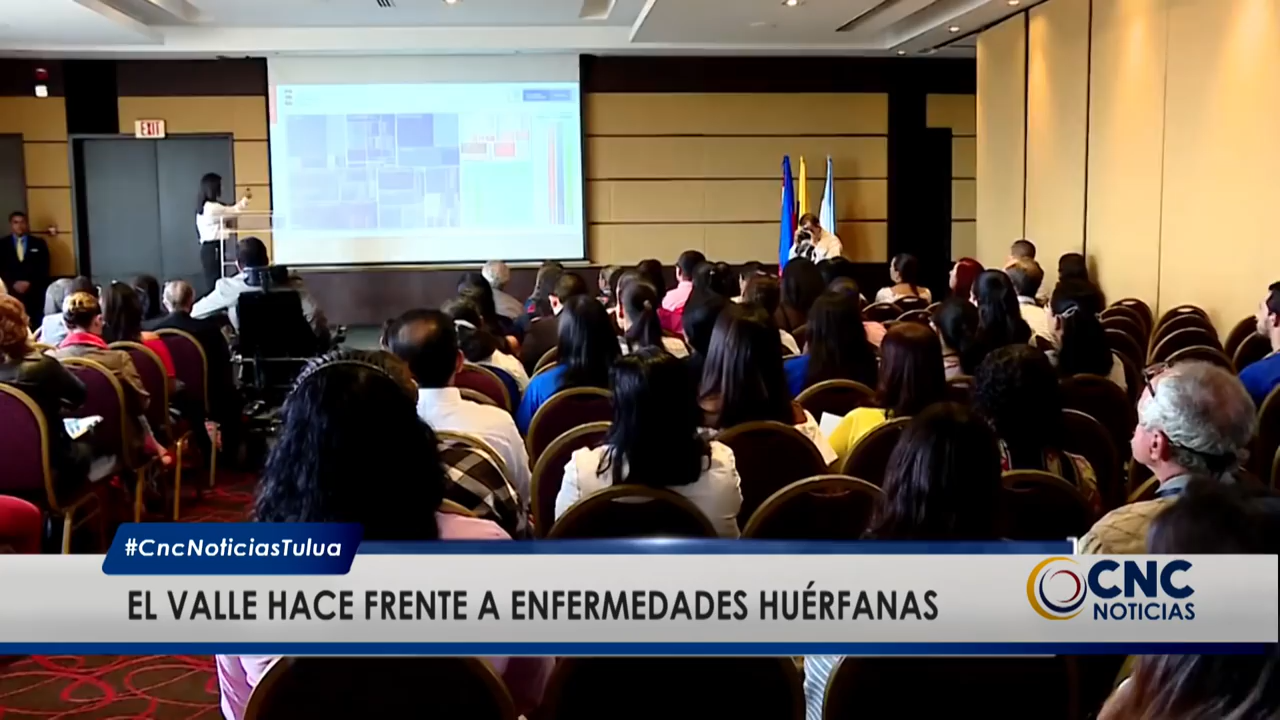 EXIT
#CncNoticiasTulua
EL VALLE HACE FRENTE A ENFERMEDADES HUÉRFANAS
CNC
NOTICIAS